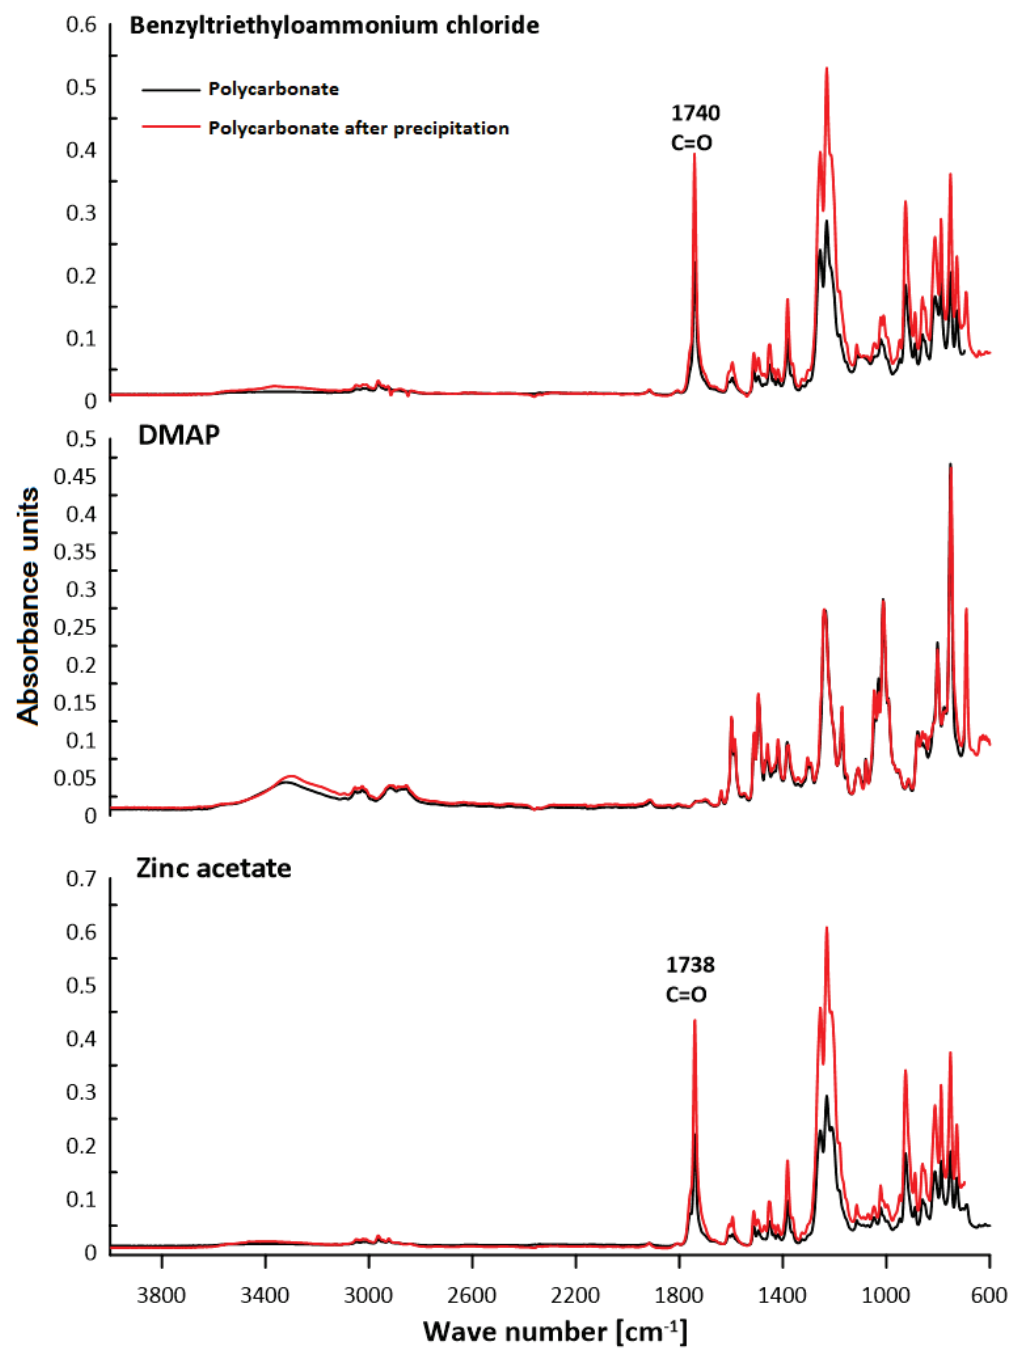 Benzyltriethyloammonium chloride
Polycarbonate
Polycarbonate after precipitation
1740
C=O
0.6
0.5
0.4
0.3
0.2
0.1
0
DMAP
0,5
0.45
0.4
0.35
0.3
0,25
0.2
0.15
0.1
0.05
0
Absorbance units
Zinc acetate
1738
C=O
0.7
0.6
0.5
0,4
0.3
0.2
0.1
0
3800 3400 3000 2600 2200 1800 1400 1000 600
Wave number [cm⁻¹]